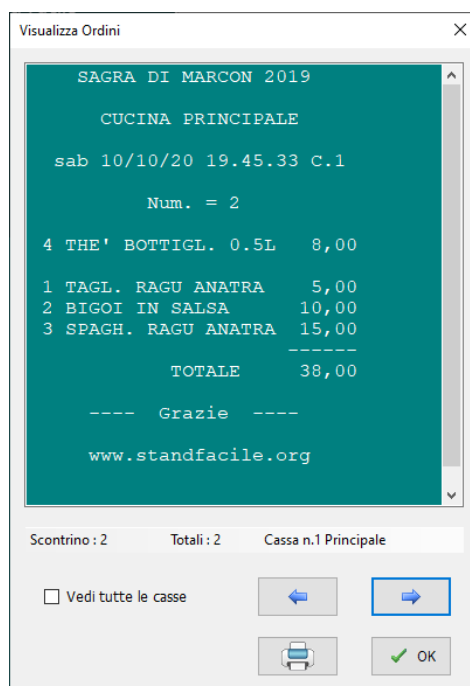 Visualizza Ordini
SAGRA DI MARCON 2019
CUCINA PRINCIPALE
sab 10/10/20 19.45.33 C.1
Num. = 2
4 THE' BOTTIGL. 0.5L 8,00
1 TAGL. RAGU ANATRA 5,00
2 BIGOI IN SALSA 10,00
3 SPAGH. RAGU ANATRA 15,00
------
TOTALE 38,00
---- Grazie ----
www.standfacile.org
Scontrino : 2 Totali : 2 Cassa n.1 Principale
Vedi tutte le casse
OK